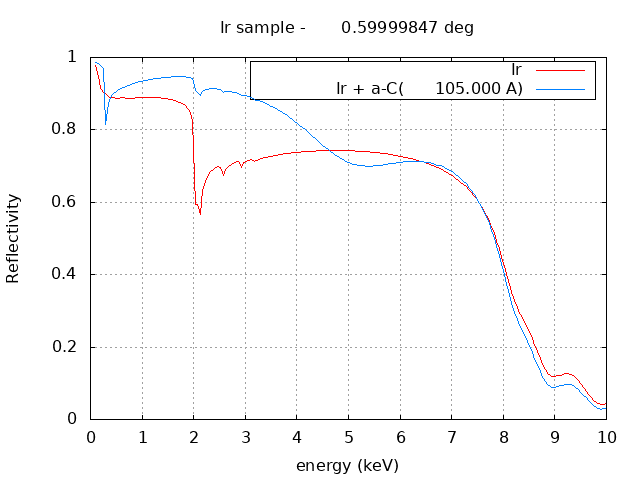 Ir sample -       0.59999847 deg
Ir
Ir + a-C(      105.000 A)
1
0.8
0.6
0.4
0.2
0
Reflectivity
0 1 2 3 4 5 6 7 8 9 10
energy (keV)